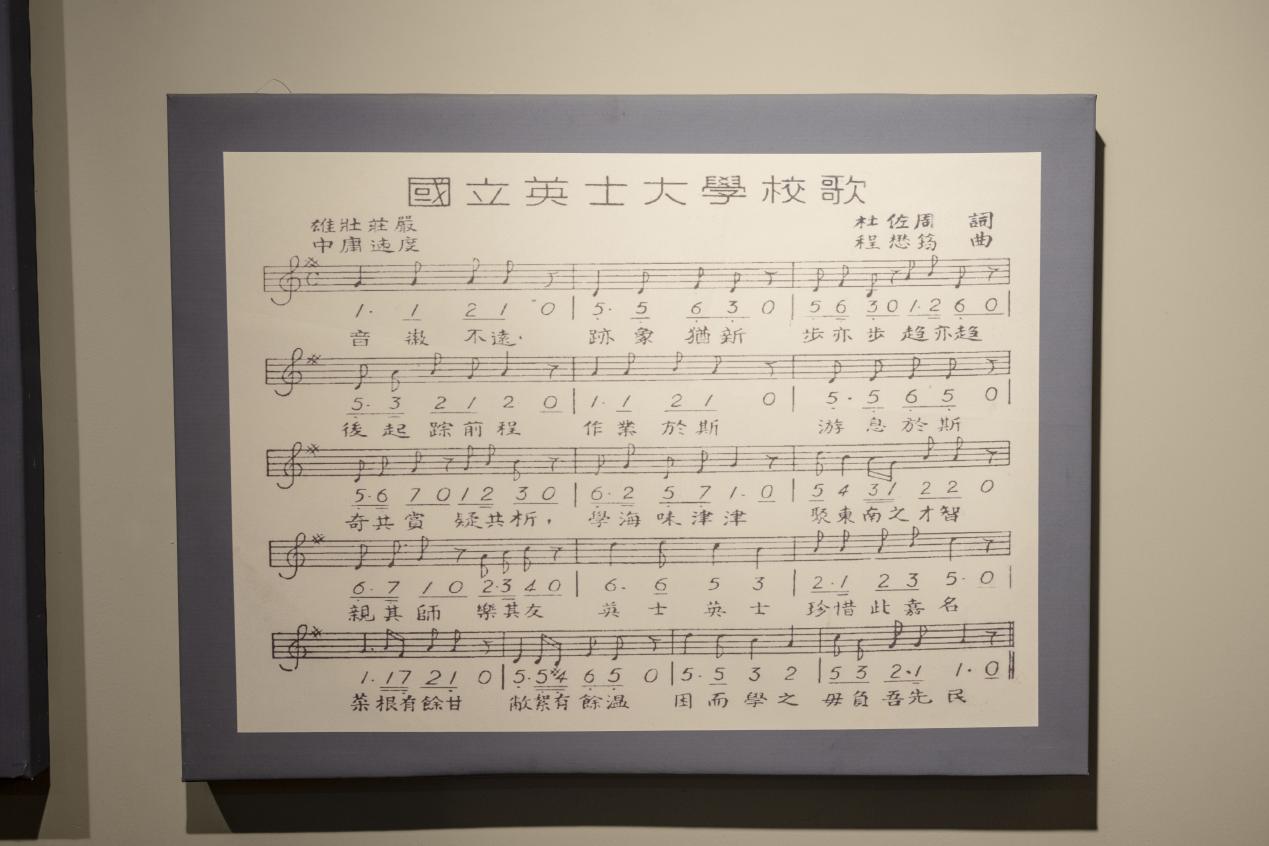 國立英士大學校歌
雄壯莊嚴 杜佐周 詞
中庸速度 程懋筠 曲
1· 1 2 1 0 | 5· 5 6 3 0 | 5 6 3 0 1·2 6 0 |
音徽不遠· 跡象猶新 步亦步趨亦趨
5· 3 2 1 2 0 | 1· 1 2 1 0 | 5· 5 6 5 0 |
後起踪前程 作業於斯 游息於斯
5·6 7 0 1 2 3 0 | 6·2 5 7 1· 0 | 5 4 3 1 2 2 0
奇共賞 疑共析， 學海味津津 聚東南之才智
6·7 1 0 2·3 4 0 | 6· 6 5 3 | 2·1 2 3 5· 0 |
親其師 樂其友 英士英士 珍惜此嘉名
1· 1 7 2 1 0 | 5· 5 4 6 5 0 | 5· 5 3 2 | 5 3 2·1 1· 0
菜根有餘甘 敝絮有餘溫 因而學之 毋負吾先民